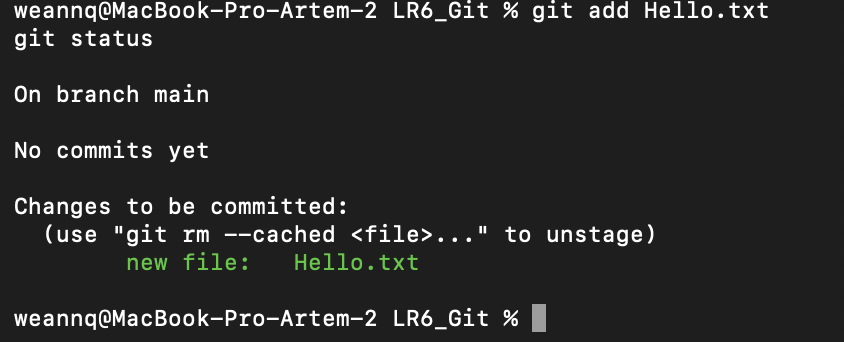 weannq@MacBook-Pro-Artem-2 LR6_Git % git add Hello.txt
git status
On branch main
No commits yet
Changes to be committed:
(use "git rm --cached <file>..." to unstage)
new file: Hello.txt
weannq@MacBook-Pro-Artem-2 LR6_Git %